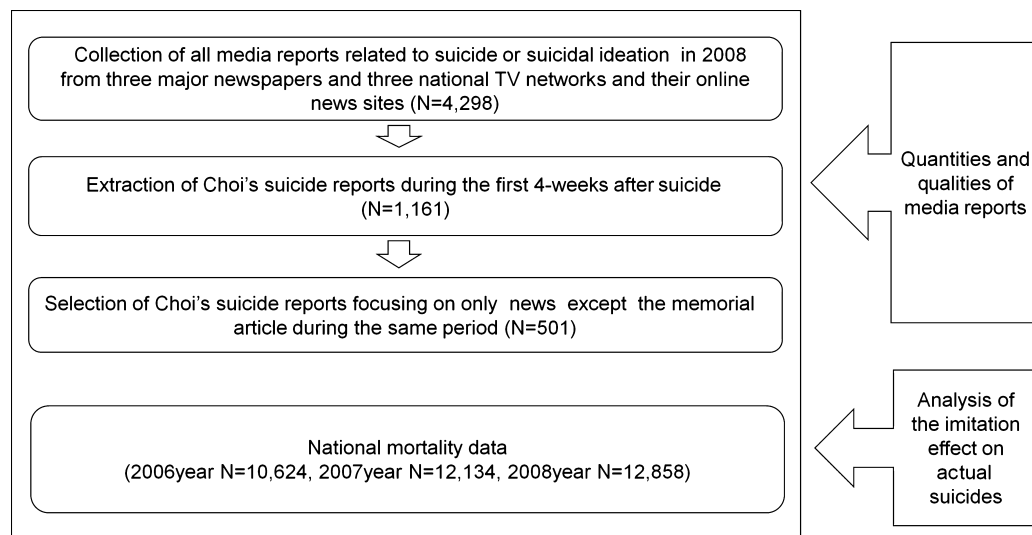 Collection of all media reports related to suicide or suicidal ideation in 2008
from three major newspapers and three national TV networks and their online
news sites (N=4,298)
Extraction of Choi's suicide reports during the first 4-weeks after suicide
(N=1,161)
Selection of Choi's suicide reports focusing on only news except the memorial
article during the same period (N=501)
National mortality data
(2006year N=10,624, 2007year N=12,134, 2008year N=12,858)
Quantities and
qualities of
media reports
Analysis of
the imitation
effect on
actual
suicides